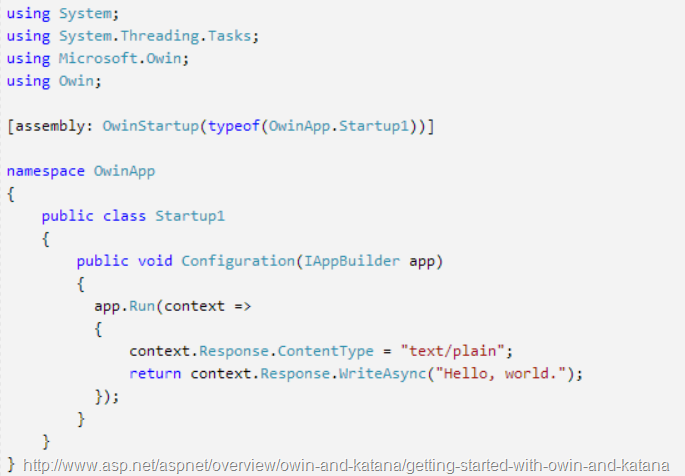 using System;
using System.Threading.Tasks;
using Microsoft.Owin;
using Owin;

[assembly: OwinStartup(typeof(OwinApp.Startup1))]

namespace OwinApp
{
    public class Startup1
    {
        public void Configuration(IAppBuilder app)
        {
          app.Run(context =>
          {
              context.Response.ContentType = "text/plain";
              return context.Response.WriteAsync("Hello, world.");
          });
        }
    }
} http://www.asp.net/aspnet/overview/owin-and-katana/getting-started-with-owin-and-katana